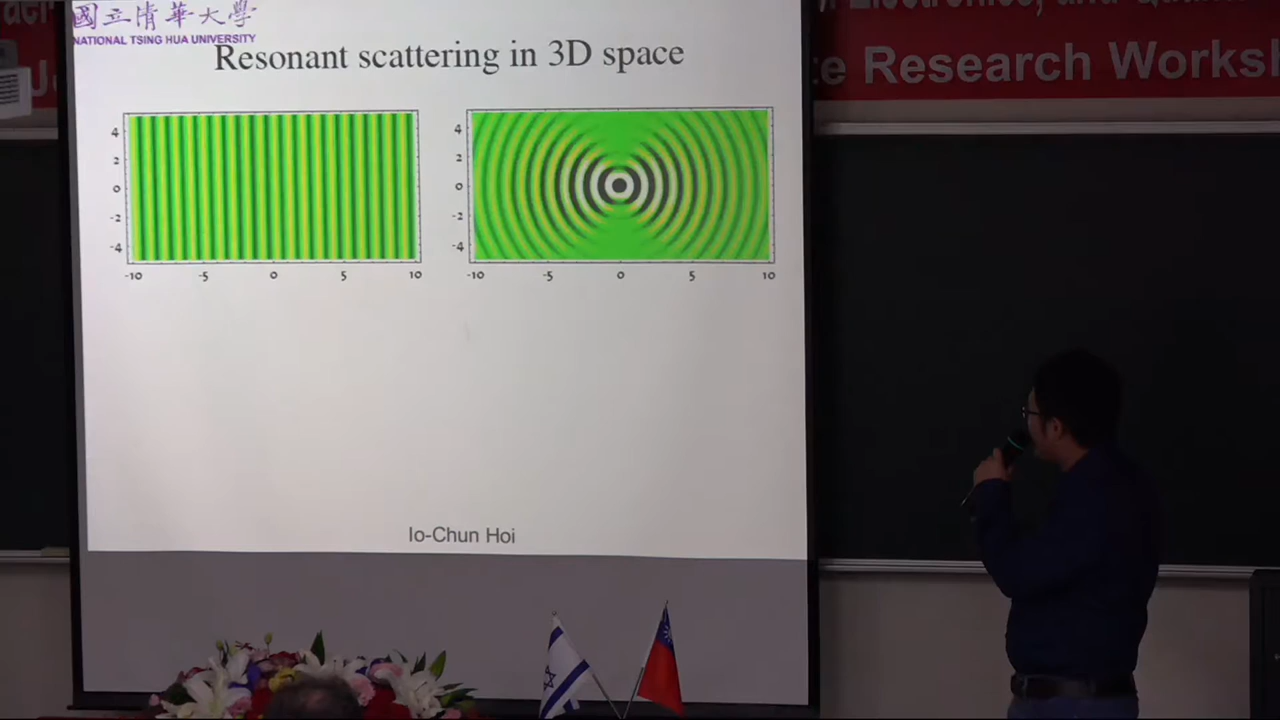 國立清華大學
NATIONAL TSING HUA UNIVERSITY
Resonant scattering in 3D space
4
2
0
-2
-4
-10 -5 0 5 10
4
2
0
-2
-4
-10 -5 0 5 10
Io-Chun Hoi
Electronics, and
Research Works